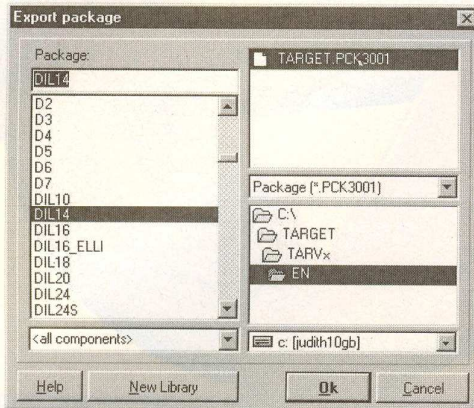 Export package
Package:
DIL14
D2
D3
D4
D5
D6
D7
DIL10
DIL14
DIL16
DIL16_ELLI
DIL18
DIL20
DIL24
DIL24S
<all components>
TARGET.PCK3001
Package (*.PCK3001)
C:\
TARGET
TARVx
EN
c: [judith10gb]
Help
New Library
Ok
Cancel